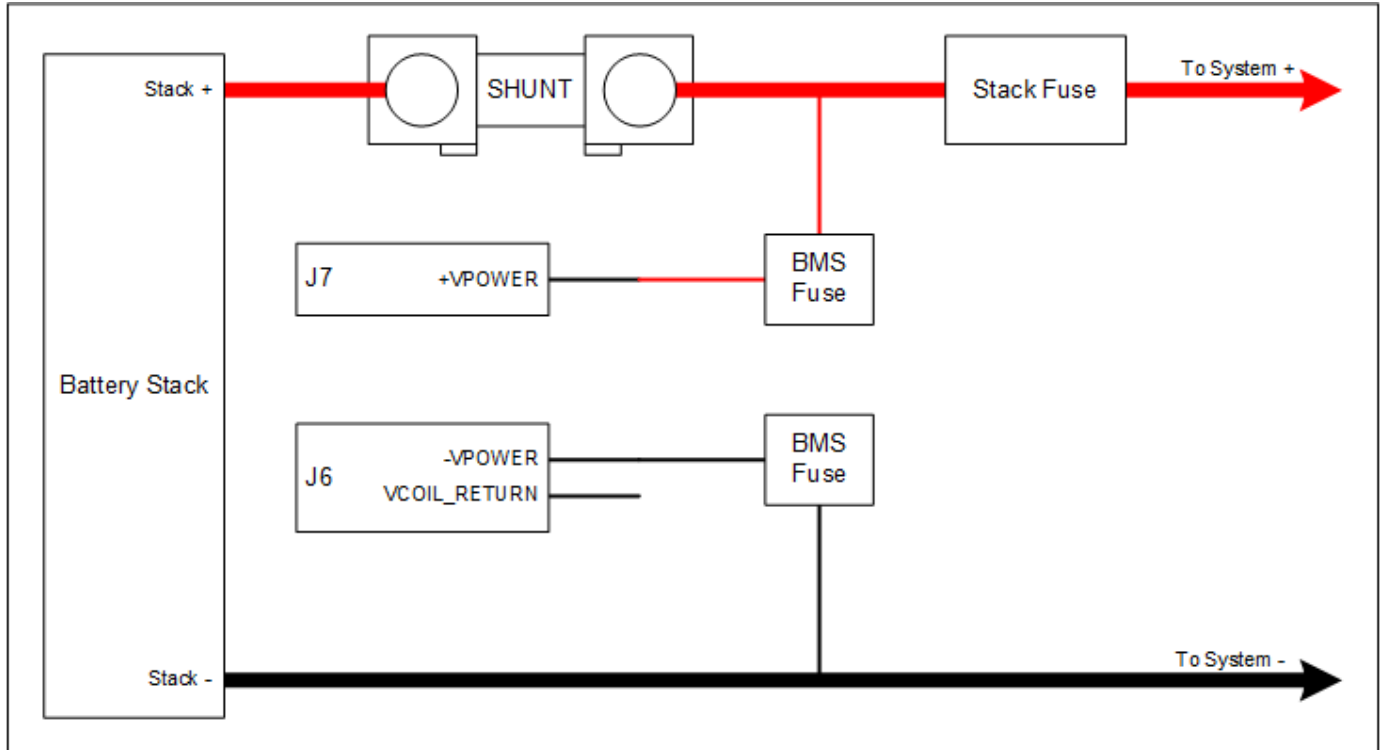 Stack +
SHUNT
Stack Fuse
To System +
J7
+VPOWER
BMS
Fuse
Battery Stack
J6
-VPOWER
VCOIL_RETURN
BMS
Fuse
Stack -
To System -